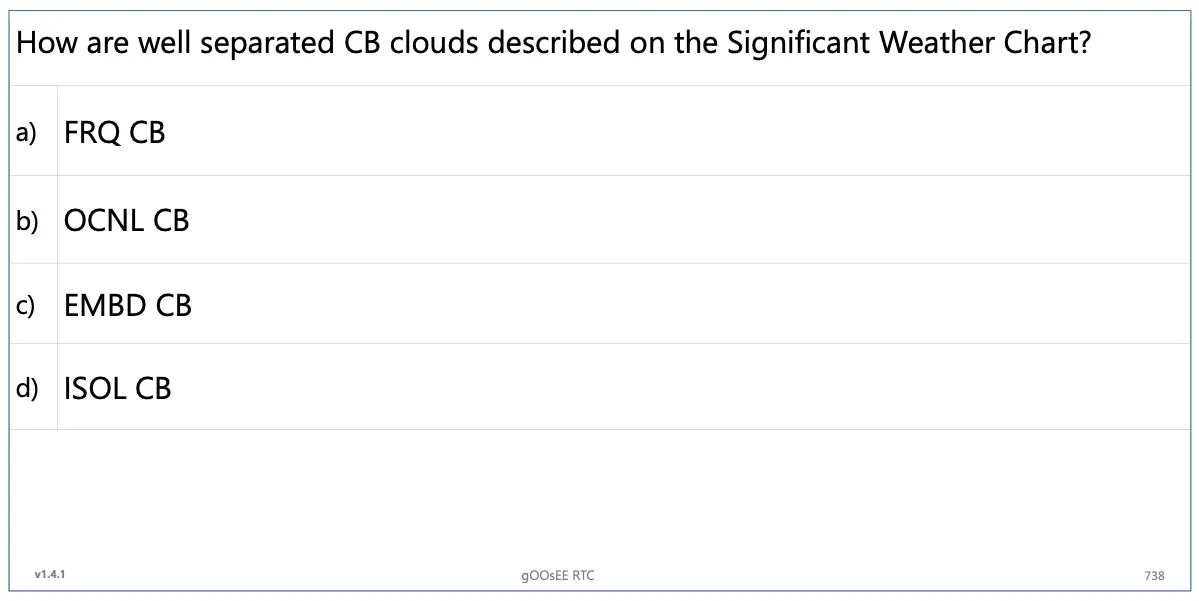 How are well separated CB clouds described on the Significant Weather Chart?
a) FRQ CB
b) OCNL CB
c) EMBD CB
d) ISOL CB
v1.4.1 gOOsEE RTC 738